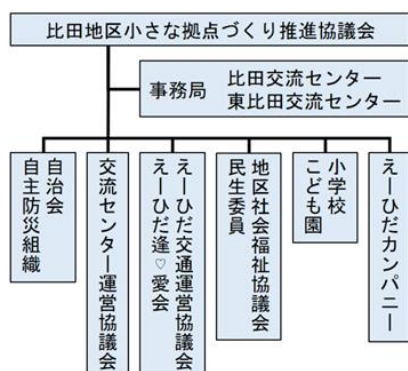 比田地区小さな拠点づくり推進協議会
事務局
比田交流センター
東比田交流センター
自治会
自主防災組織
交流センター運営協議会
えーひだ交通運営協議会
えーひだ逢♡愛会
地区社会福祉協議会
民生委員
小学校
こども園
えーひだカンパニー